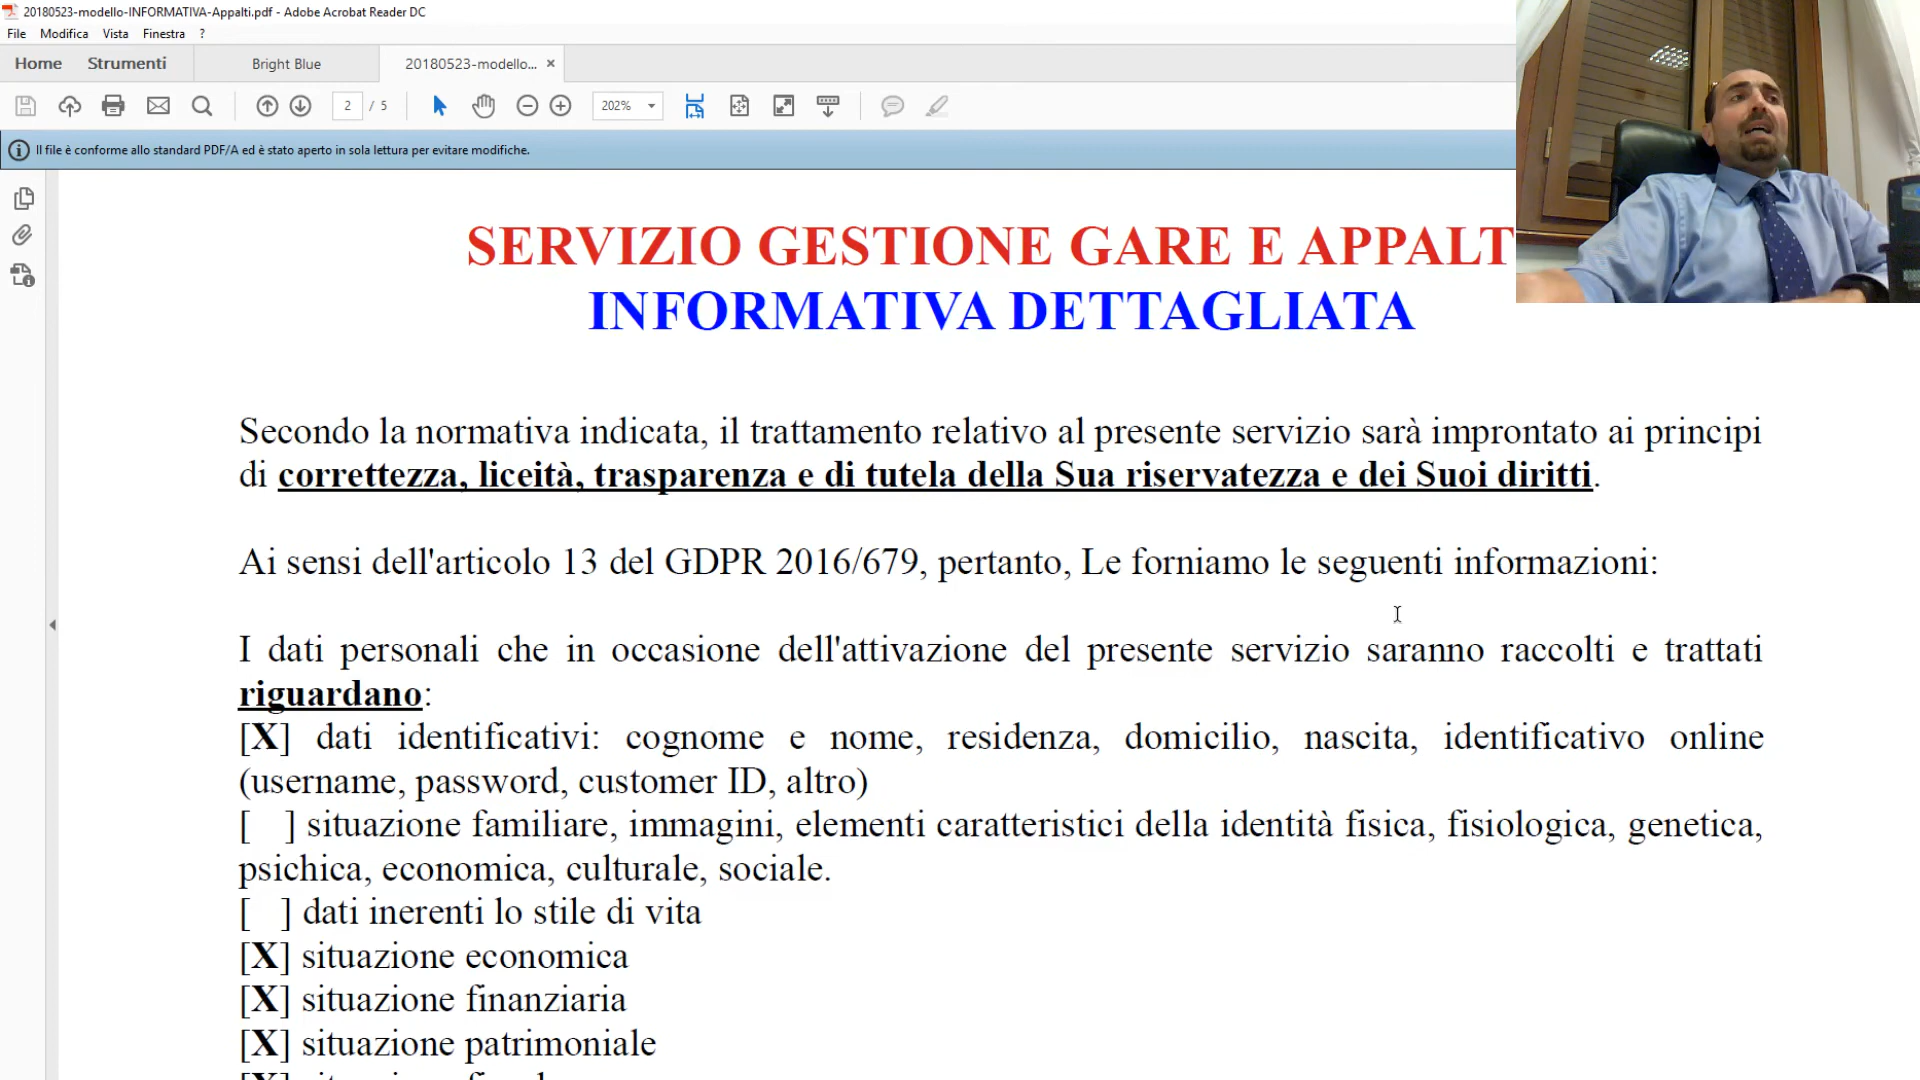 20180523-modello-INFORMATIVA-Appalti.pdf - Adobe Acrobat Reader DC
File Modifica Vista Finestra ?
Home Strumenti Bright Blue 20180523-modello... ×
2 / 5 202%
Il file è conforme allo standard PDF/A ed è stato aperto in sola lettura per evitare modifiche.
SERVIZIO GESTIONE GARE E APPALT
INFORMATIVA DETTAGLIATA
Secondo la normativa indicata, il trattamento relativo al presente servizio sarà improntato ai principi
di correttezza, liceità, trasparenza e di tutela della Sua riservatezza e dei Suoi diritti.
Ai sensi dell'articolo 13 del GDPR 2016/679, pertanto, Le forniamo le seguenti informazioni:
I dati personali che in occasione dell'attivazione del presente servizio saranno raccolti e trattati
riguardano:
[X] dati identificativi: cognome e nome, residenza, domicilio, nascita, identificativo online
(username, password, customer ID, altro)
[ ] situazione familiare, immagini, elementi caratteristici della identità fisica, fisiologica, genetica,
psichica, economica, culturale, sociale.
[ ] dati inerenti lo stile di vita
[X] situazione economica
[X] situazione finanziaria
[X] situazione patrimoniale